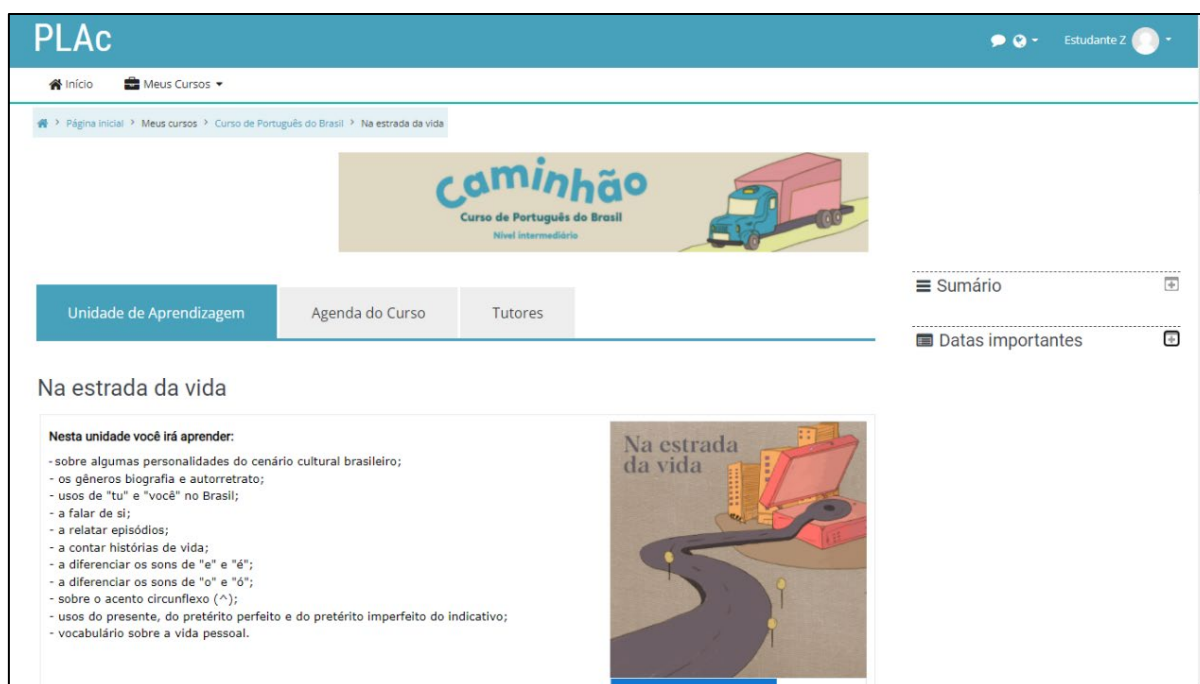 PLAc
Estudante Z
Início
Meus Cursos
Página inicial > Meus cursos > Curso de Português do Brasil > Na estrada da vida
Caminhão
Curso de Português do Brasil
Nível intermediário
Unidade de Aprendizagem
Agenda do Curso
Tutores
Sumário
Datas importantes
Na estrada da vida
Nesta unidade você irá aprender:
- sobre algumas personalidades do cenário cultural brasileiro;
- os gêneros biografia e autorretrato;
- usos de "tu" e "você" no Brasil;
- a falar de si;
- a relatar episódios;
- a contar histórias de vida;
- a diferenciar os sons de "e" e "é";
- a diferenciar os sons de "o" e "ó";
- sobre o acento circunflexo (^);
- usos do presente, do pretérito perfeito e do pretérito imperfeito do indicativo;
- vocabulário sobre a vida pessoal.
Na estrada
da vida